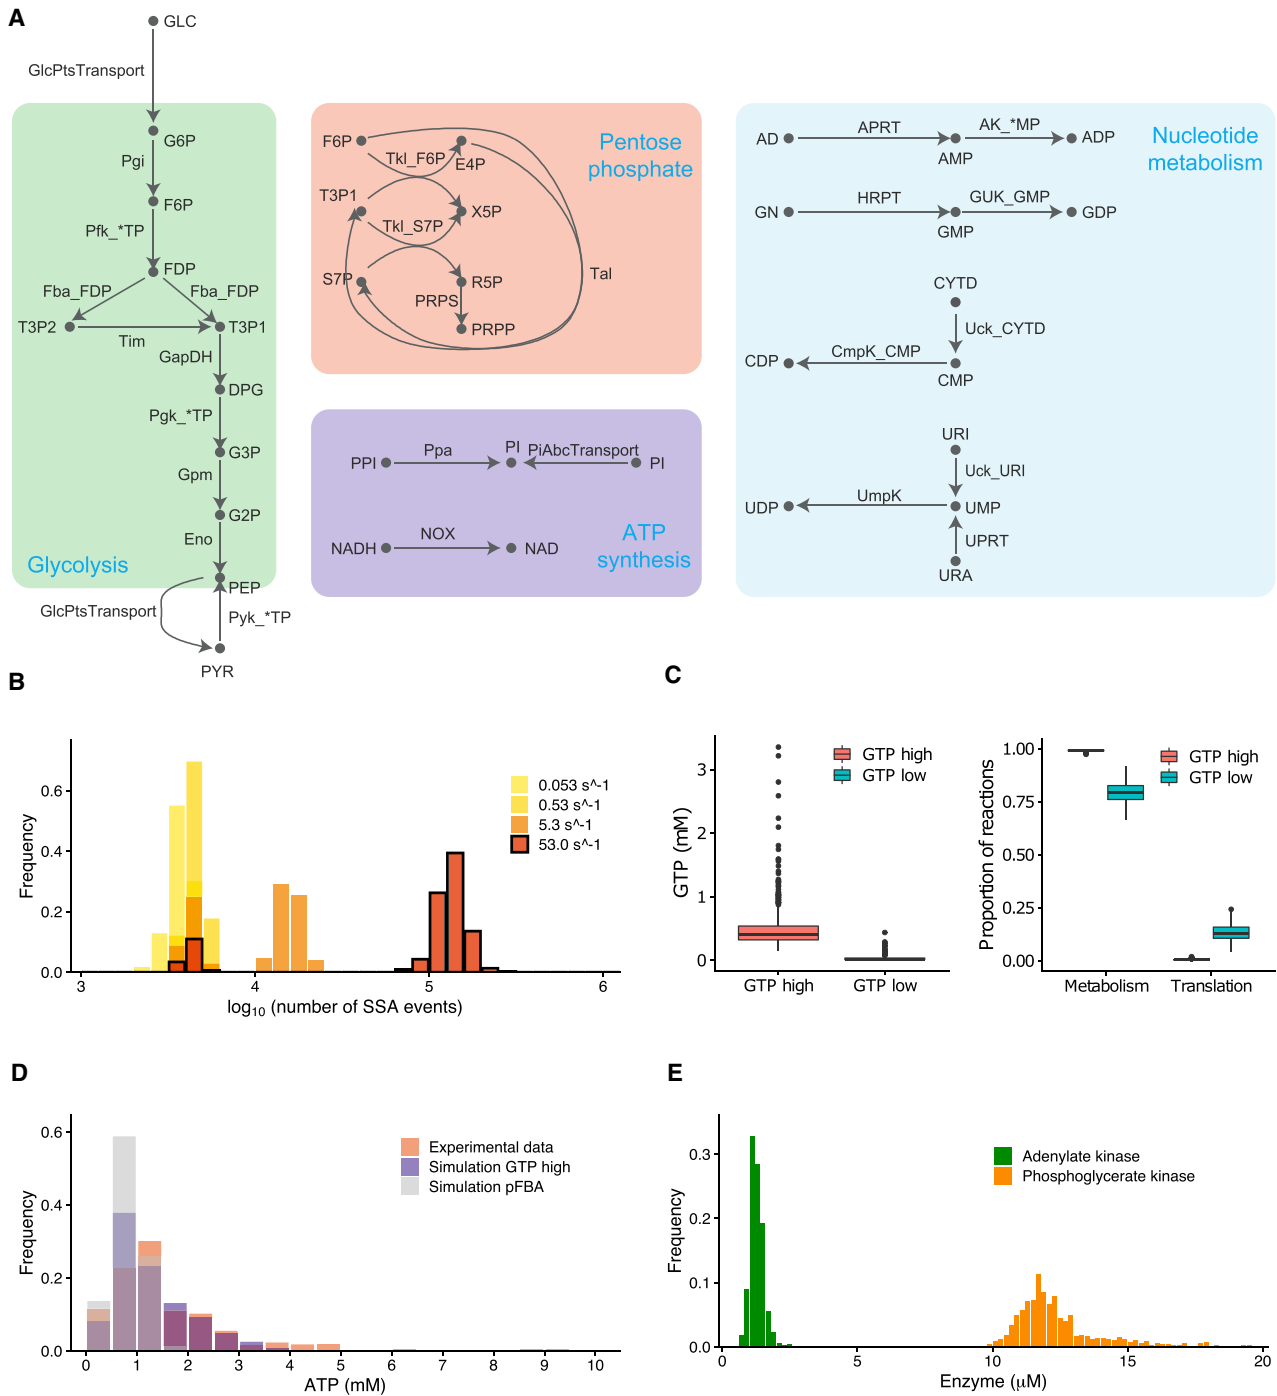 A
GLC
GlcPtsTransport
G6P
Pgi
F6P
Pfk_*TP
FDP
Fba_FDP
Fba_FDP
T3P2
T3P1
Tim
GapDH
DPG
Pgk_*TP
G3P
Gpm
G2P
Eno
Glycolysis
PEP
GlcPtsTransport
Pyk_*TP
PYR
F6P
Pentose
phosphate
Tkl_F6P
E4P
T3P1
X5P
Tkl_S7P
S7P
R5P
Tal
PRPS
PRPP
PPI
Ppa
PI
PiAbcTransport
PI
NADH
NOX
NAD
ATP
synthesis
Nucleotide
metabolism
AD
APRT
AMP
AK_*MP
ADP
GN
HRPT
GMP
GUK_GMP
GDP
CYTD
Uck_CYTD
CDP
CmpK_CMP
CMP
URI
Uck_URI
UDP
UmpK
UMP
UPRT
URA
B
Frequency
0.6
0.4
0.2
0.0
3
4
5
6
log10 (number of SSA events)
0.053 s^-1
0.53 s^-1
5.3 s^-1
53.0 s^-1
C
GTP (mM)
3
2
1
0
GTP high
GTP low
GTP high
GTP low
Proportion of reactions
1.00
0.75
0.50
0.25
0.00
Metabolism
Translation
GTP high
GTP low
D
Frequency
0.6
0.4
0.2
0.0
0
1
2
3
4
5
6
7
8
9
10
ATP (mM)
Experimental data
Simulation GTP high
Simulation pFBA
E
Frequency
0.3
0.2
0.1
0.0
0
5
10
15
20
Enzyme (μM)
Adenylate kinase
Phosphoglycerate kinase